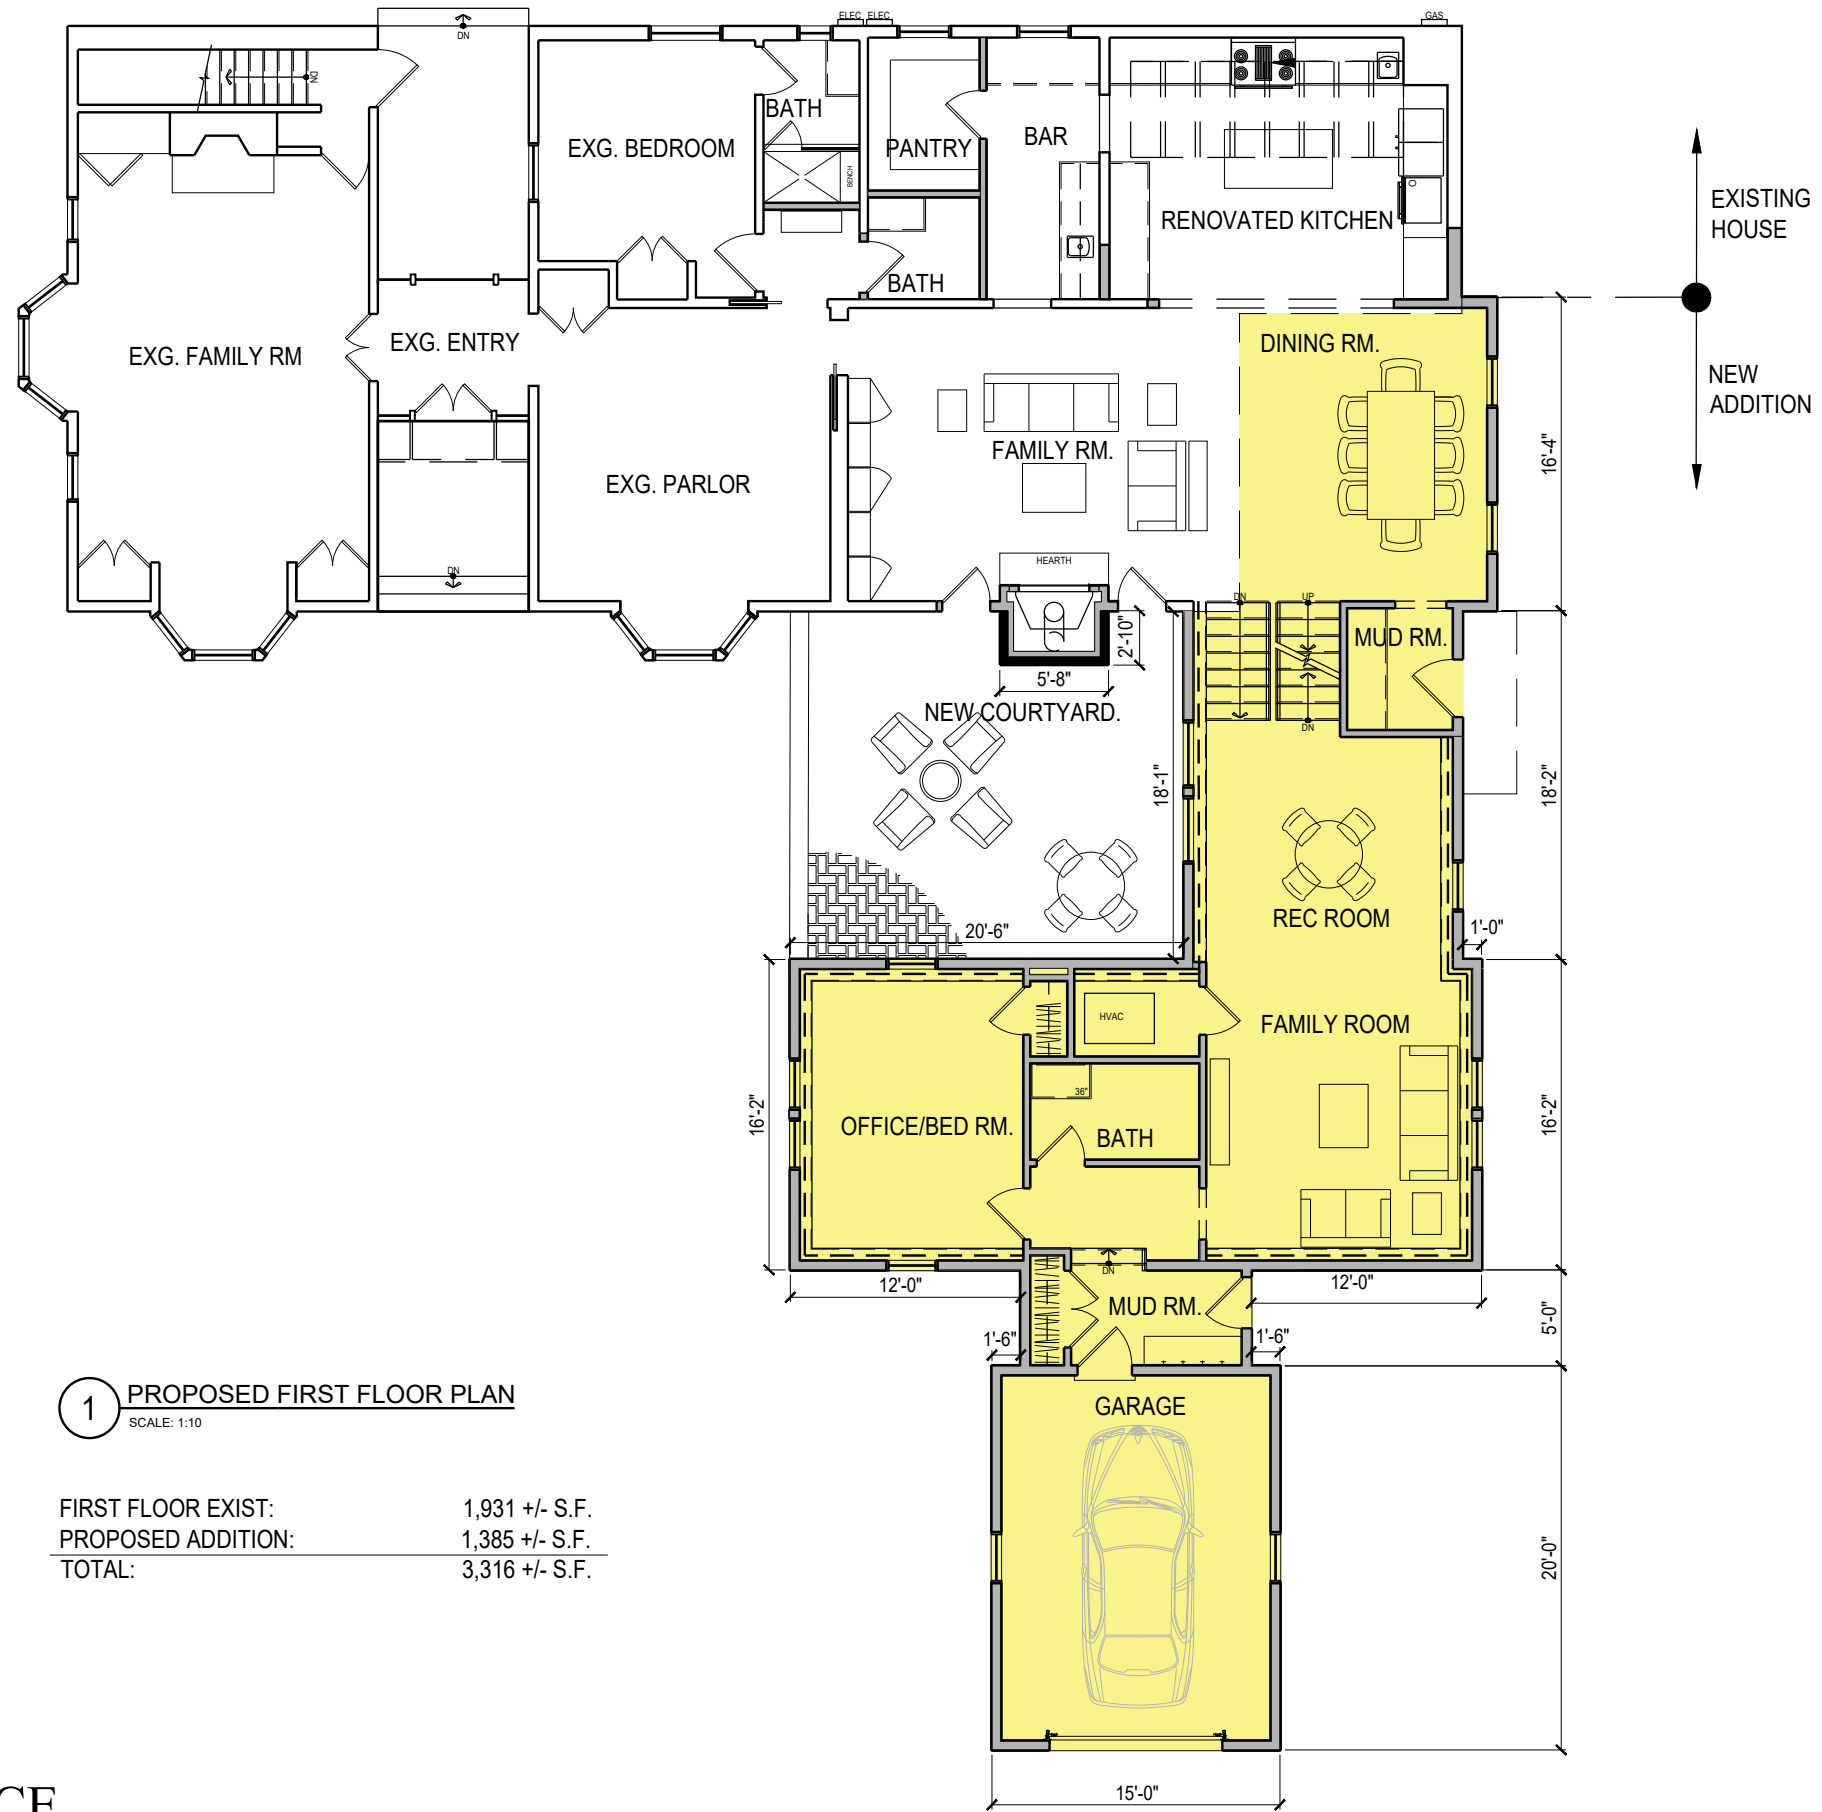 ELEC ELEC
GAS
DN
DN
BATH
EXG. BEDROOM
PANTRY
BAR
BENCH
RENOVATED KITCHEN
EXISTING
HOUSE
BATH
EXG. FAMILY RM
EXG. ENTRY
DINING RM.
NEW
ADDITION
FAMILY RM.
16'-4"
EXG. PARLOR
HEARTH
DN
DN
UP
MUD RM.
2'-10"
5'-8"
NEW COURTYARD.
DN
18'-1"
18'-2"
REC ROOM
20'-6"
1'-0"
HVAC
FAMILY ROOM
36"
16'-2"
OFFICE/BED RM.
BATH
16'-2"
DN
12'-0"
12'-0"
MUD RM.
5'-0"
1'-6"
1'-6"
1
PROPOSED FIRST FLOOR PLAN
SCALE: 1:10
GARAGE
FIRST FLOOR EXIST: 1,931 +/- S.F.
PROPOSED ADDITION: 1,385 +/- S.F.
TOTAL: 3,316 +/- S.F.
20'-0"
15'-0"